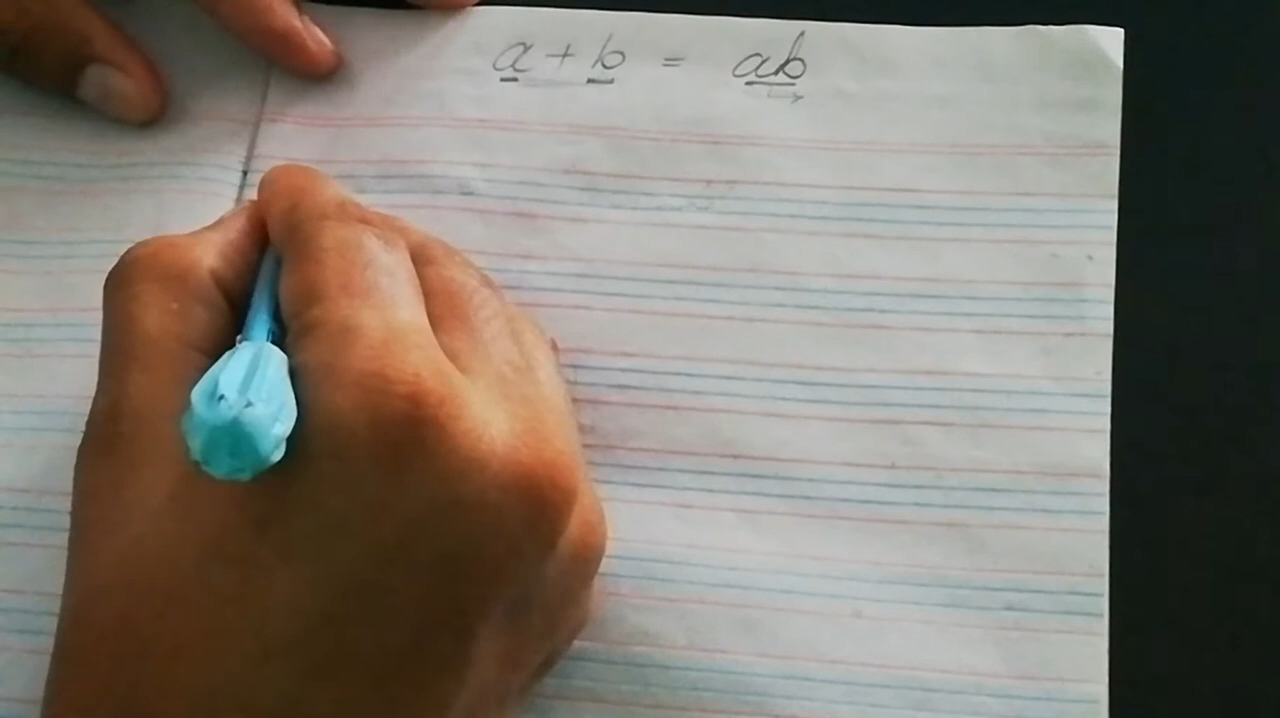 a + b = ab